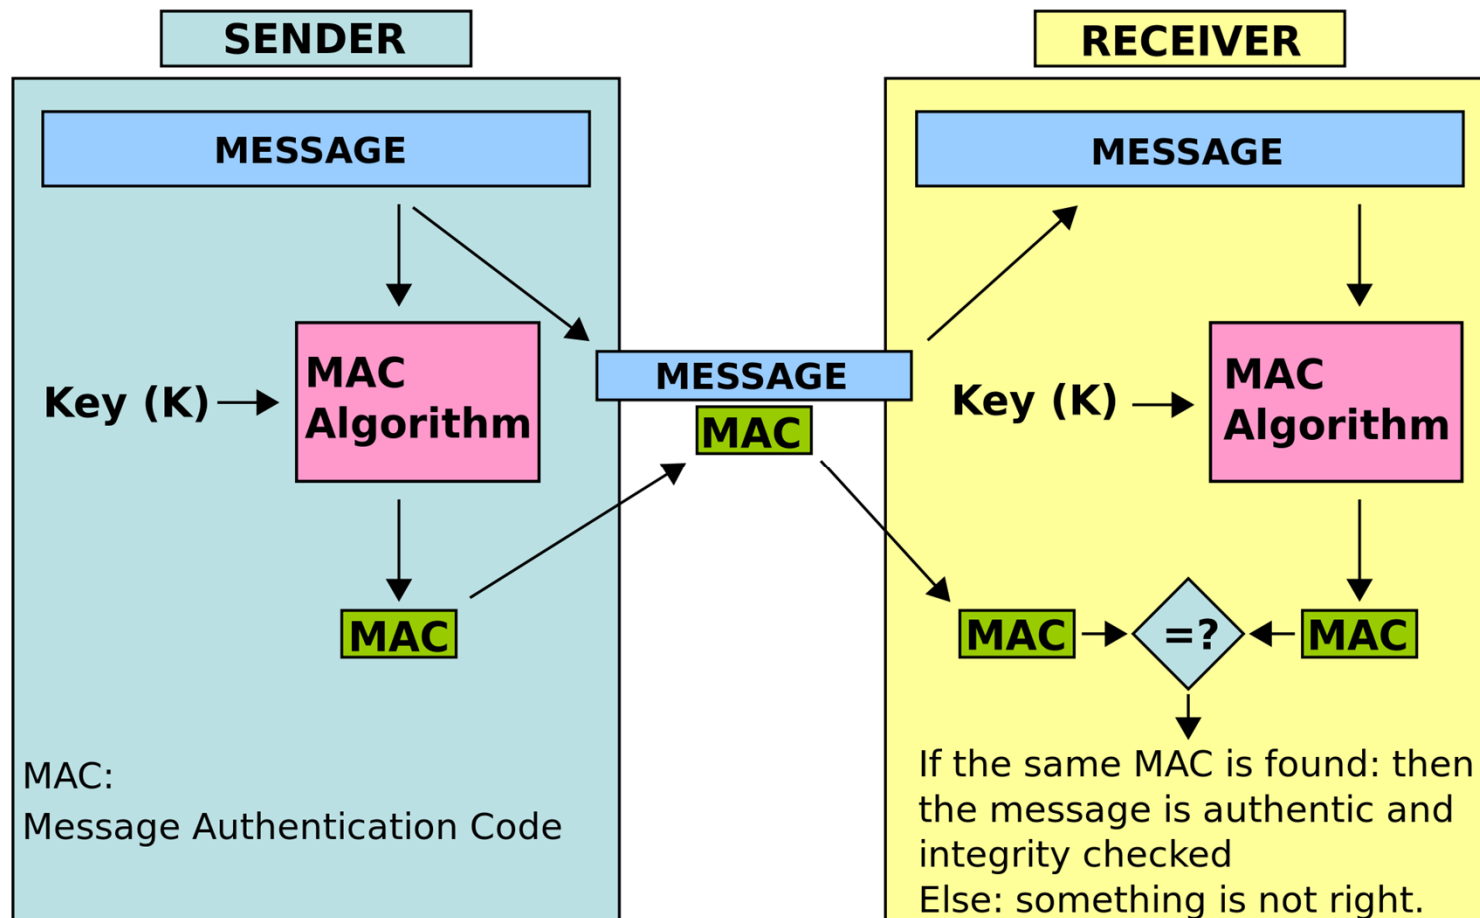 SENDER
MESSAGE
Key (K)
MAC
Algorithm
MAC
MAC:
Message Authentication Code
MESSAGE
MAC
RECEIVER
MESSAGE
Key (K)
MAC
Algorithm
MAC
=?
MAC
If the same MAC is found: then
the message is authentic and
integrity checked
Else: something is not right.